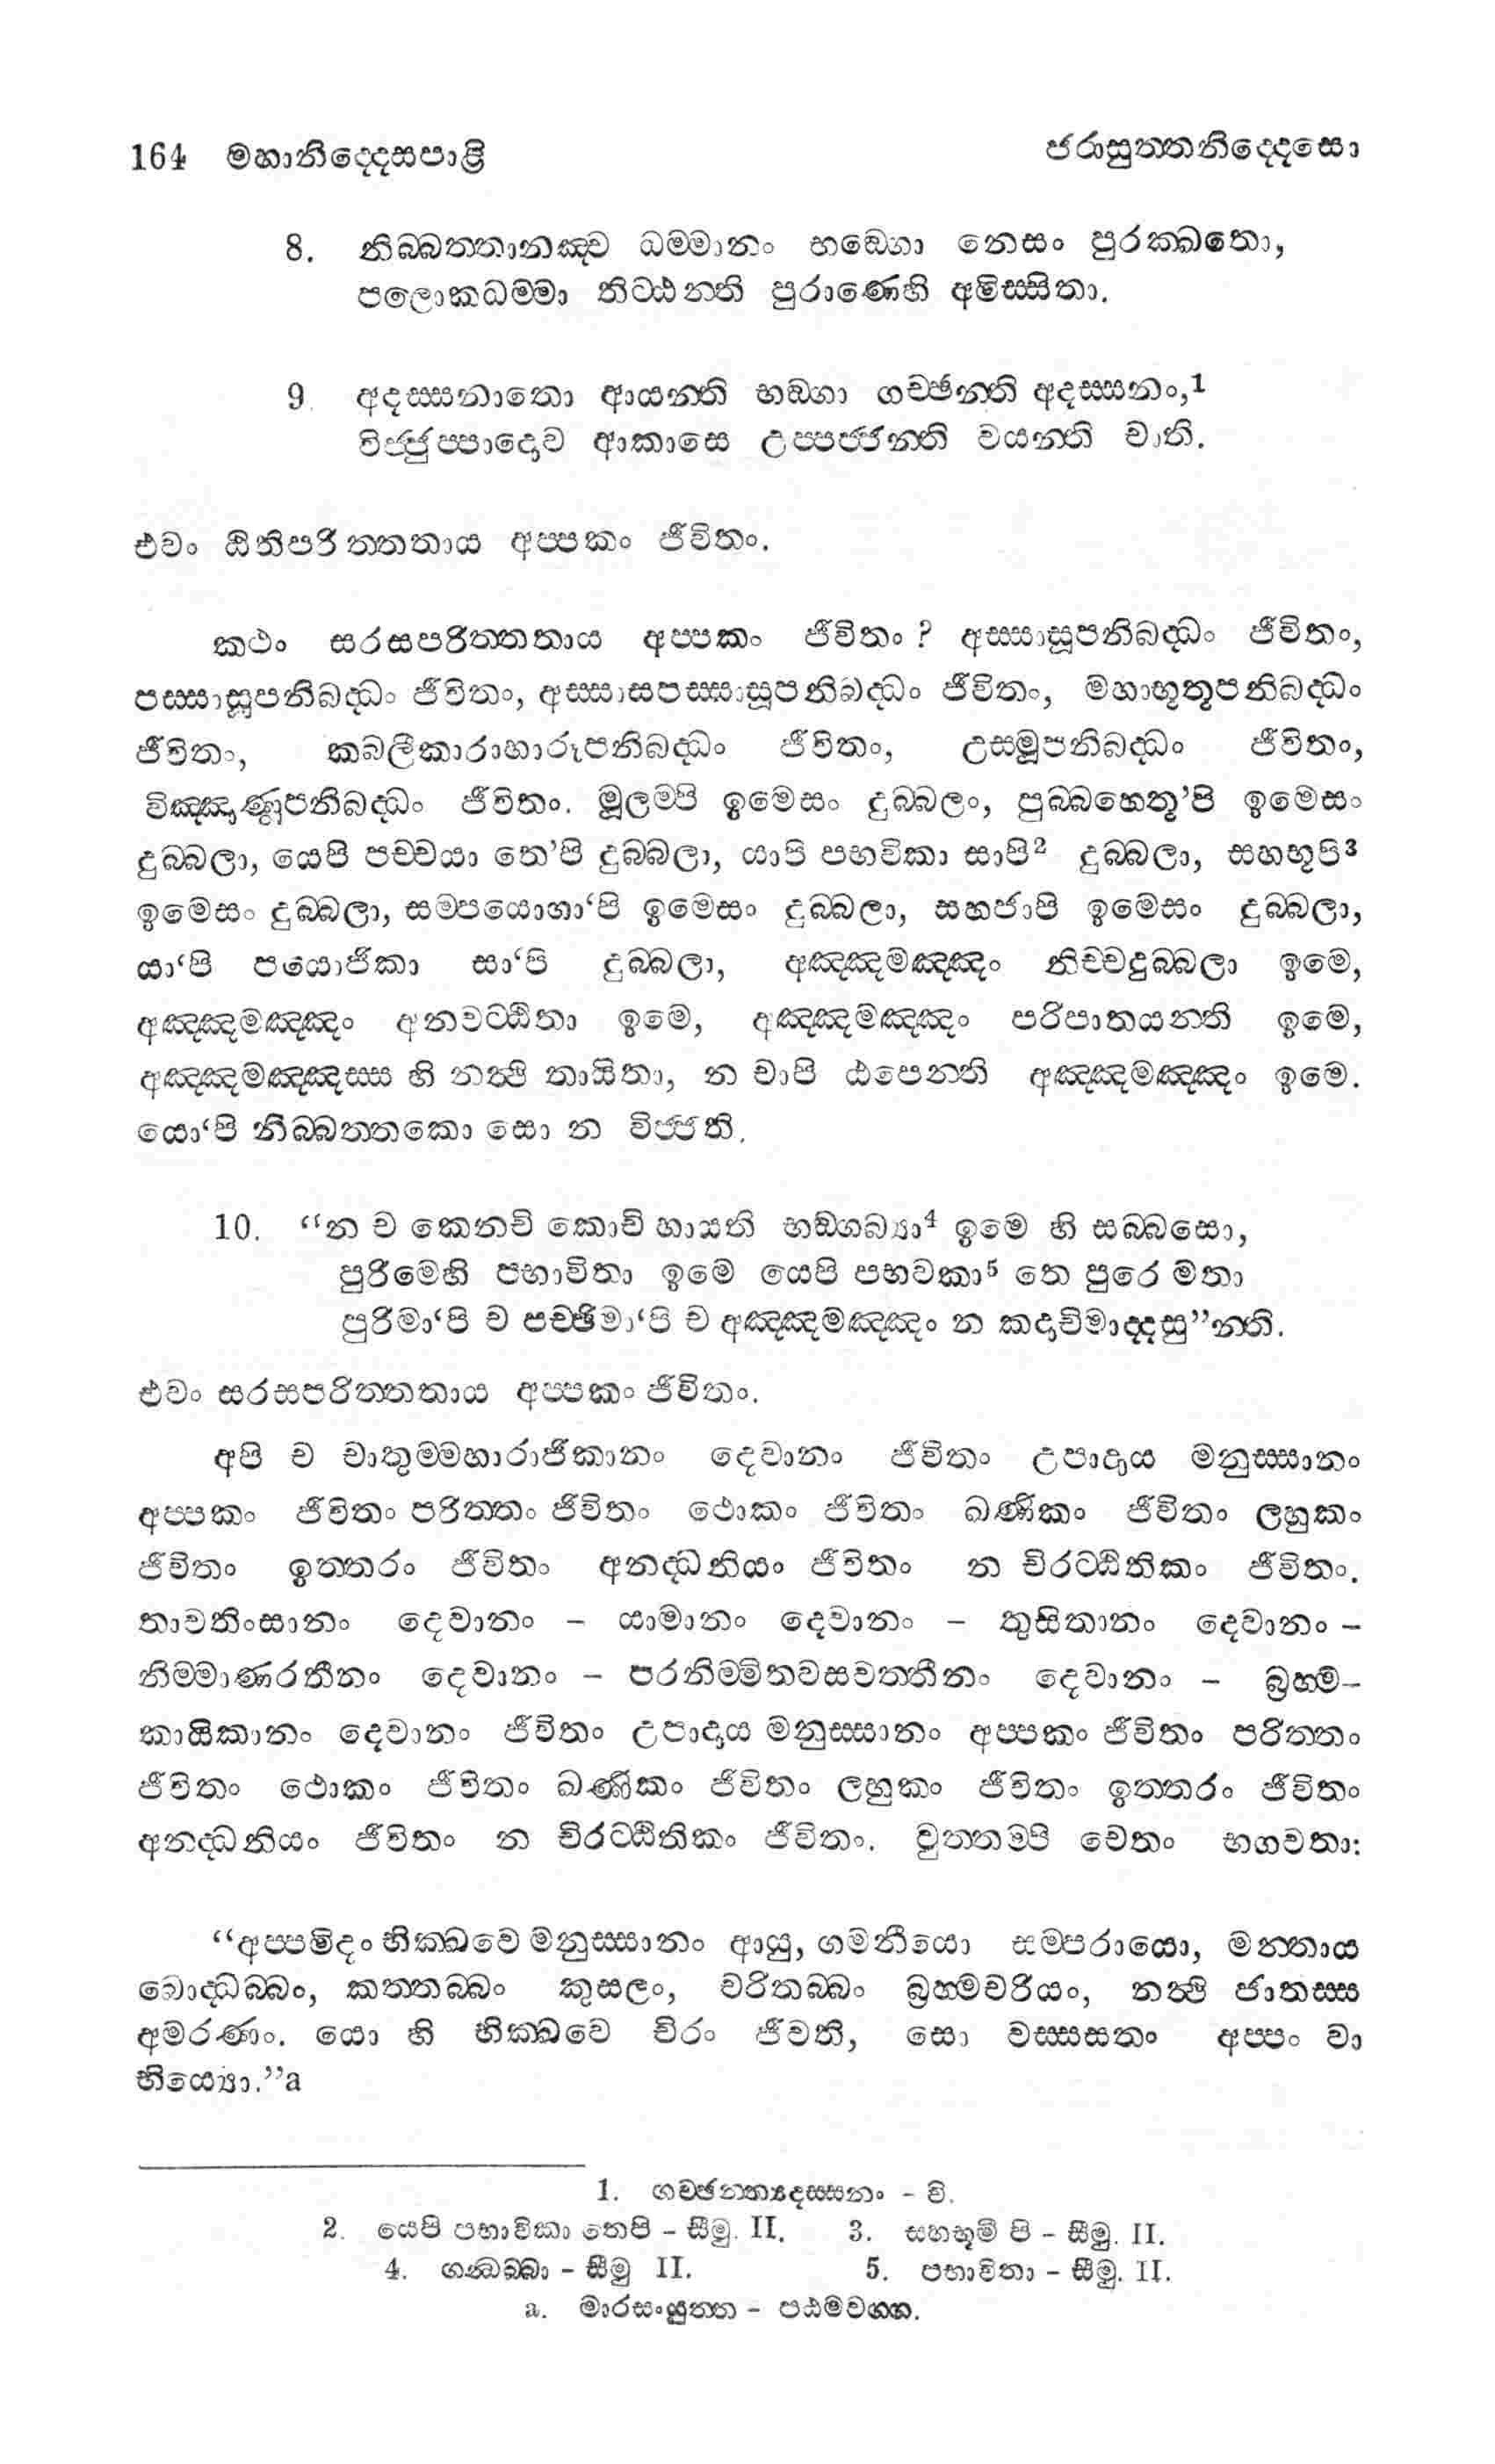 164 මහානිද්දෙසපාළි
ජරාසුත්තනිද්දෙසො
8. නිබ්බත්තානඤ්ච ධම්මානං භඞ්ගො නෙසං පුරක්ඛතො,
පලොකධම්මා තිට්ඨන්ති පුරාණෙහි අමිස්සිතා.
9. අදස්සනාතො ආයන්ති භඞ්ගා ගච්ඡන්ති අදස්සනං,1
විජ්ජුප්පාදොව ආකාසෙ උප්පජ්ජන්ති වයන්ති චාති.
එවං ඨිතිපරිත්තතාය අප්පකං ජීවිතං.
කථං සරසපරිත්තතාය අප්පකං ජීවිතං ? අස්සාසූපනිබද්ධං ජීවිතං,
පස්සාසූපනිබද්ධං ජීවිතං, අස්සාසපස්සාසූපනිබද්ධං ජීවිතං, මහාභූතූපනිබද්ධං
ජීවිතං, කබලීකාරාහාරූපනිබද්ධං ජීවිතං, උස්මූපනිබද්ධං ජීවිතං,
විඤ්ඤාණූපනිබද්ධං ජීවිතං. මූලම්පි ඉමෙසං දුබ්බලං, පුබ්බහෙතූ’පි ඉමෙසං
දුබ්බලා, යෙපි පච්චයා තෙ’පි දුබ්බලා, යාපි පභවිකා සාපි2 දුබ්බලා, සහභූපි3
ඉමෙසං දුබ්බලා, සම්පයොගා‘පි ඉමෙසං දුබ්බලා, සහජාපි ඉමෙසං දුබ්බලා,
යා‘පි පයොජිකා සා‘පි දුබ්බලා, අඤ්ඤමඤ්ඤං නිච්චදුබ්බලා ඉමෙ,
අඤ්ඤමඤ්ඤං අනවට්ඨිතා ඉමෙ, අඤ්ඤමඤ්ඤං පරිපාතයන්ති ඉමෙ,
අඤ්ඤමඤ්ඤස්ස හි නත්ථි තායිතා, න චාපි ඨපෙන්ති අඤ්ඤමඤ්ඤං ඉමෙ.
යො‘පි නිබ්බත්තකො සො න විජ්ජති.
10. “න ච කෙනචි කොචි හායති භඞ්ගබ්‍යා4 ඉමෙ හි සබ්බසො,
පුරිමෙහි පභාවිතා ඉමෙ යෙපි පභවකා5 තෙ පුරෙ මතා
පුරිමා‘පි ච පච්ඡිමා‘පි ච අඤ්ඤමඤ්ඤං න කදාචිමාද්දසු”න්ති.
එවං සරසපරිත්තතාය අප්පකං ජීවිතං.
අපි ච චාතුම්මහාරාජිකානං දෙවානං ජීවිතං උපාදාය මනුස්සානං
අප්පකං ජීවිතං පරිත්තං ජීවිතං ථොකං ජීවිතං ඛණිකං ජීවිතං ලහුකං
ජීවිතං ඉත්තරං ජීවිතං අනද්ධනියං ජීවිතං න චිරට්ඨිතිකං ජීවිතං.
තාවතිංසානං දෙවානං – යාමානං දෙවානං – තුසිතානං දෙවානං –
නිම්මාණරතීනං දෙවානං – පරනිම්මිතවසවත්තීනං දෙවානං – බ්‍රහ්ම–
කායිකානං දෙවානං ජීවිතං උපාදාය මනුස්සානං අප්පකං ජීවිතං පරිත්තං
ජීවිතං ථොකං ජීවිතං ඛණිකං ජීවිතං ලහුකං ජීවිතං ඉත්තරං ජීවිතං
අනද්ධනියං ජීවිතං න චිරට්ඨිතිකං ජීවිතං. වුත්තම්පි චෙතං භගවතා:
“අප්පමිදං භික්ඛවෙ මනුස්සානං ආයු, ගමනීයො සම්පරායො, මන්තාය
බොද්ධබ්බං, කත්තබ්බං කුසලං, චරිතබ්බං බ්‍රහ්මචරියං, නත්ථි ජාතස්ස
අමරණං. යො හි භික්ඛවෙ චිරං ජීවති, සො වස්සසතං අප්පං වා
භිය්‍යො.”a
1. ගච්ඡන්ත්‍යදස්සනං – වි.
2. යෙපි පභාවිකා තෙපි – සීමු. II. 3. සහභූමී පි – සීමු. II.
4. ගන්ධබ්බා – සීමු II. 5. පභාවිතා – සීමු. II.
a. මාරසංයුත්ත – පඨමවග්ග.